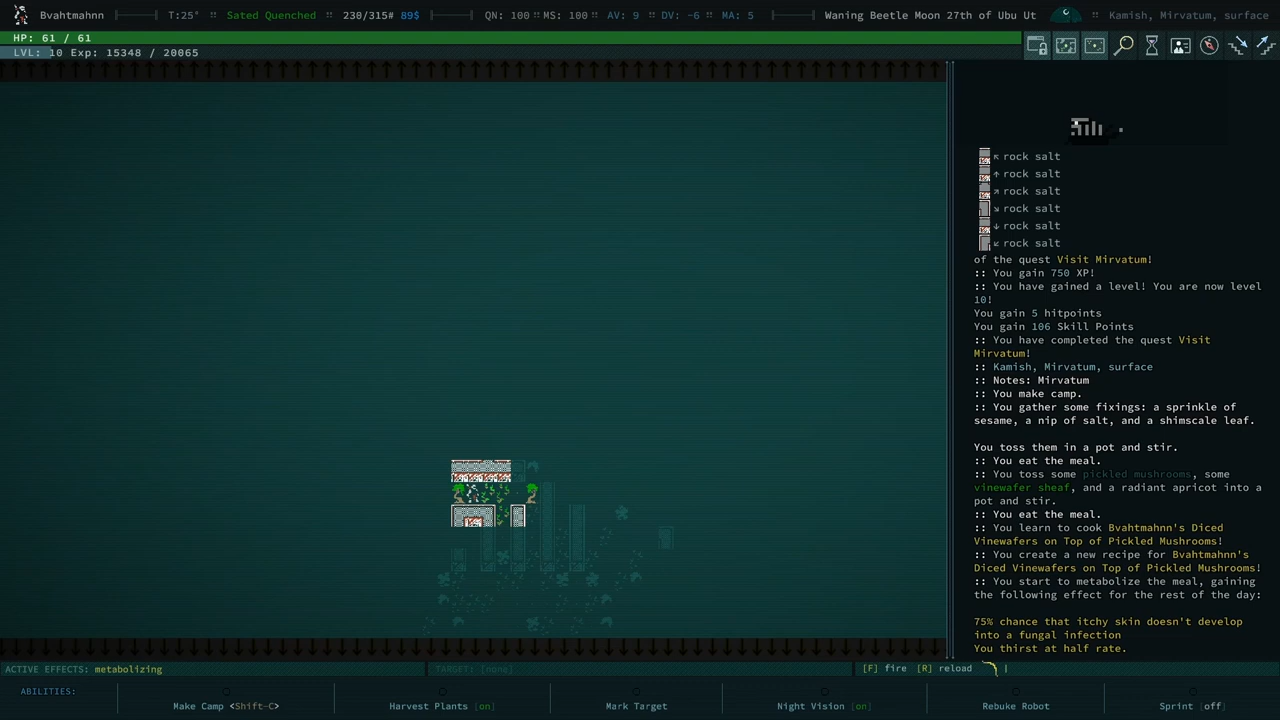 Bvahtmahn T:25° Sated Quenched 230/315# 89$ QN: 100 MS: 100 AV: 9 DV: -6 MA: 5 Waning Beetle Moon 27th of Ubu Ut Kamish, Mirvatum, surface
HP: 61 / 61
LVL: 10 Exp: 15348 / 20065
rock salt
rock salt
rock salt
rock salt
rock salt
rock salt
of the quest Visit Mirvatum!
:: You gain 750 XP!
:: You have gained a level! You are now level
10!
You gain 5 hitpoints
You gain 106 Skill Points
:: You have completed the quest Visit
Mirvatum!
:: Kamish, Mirvatum, surface
:: Notes: Mirvatum
:: You make camp.
:: You gather some fixings: a sprinkle of
sesame, a nip of salt, and a shimscale leaf.
You toss them in a pot and stir.
:: You eat the meal.
:: You toss some pickled mushrooms, some
vinewafer sheaf, and a radiant apricot into a
pot and stir.
:: You eat the meal.
:: You learn to cook Bvahtmahn's Diced
Vinewafers on Top of Pickled Mushrooms!
:: You create a new recipe for Bvahtmahn's
Diced Vinewafers on Top of Pickled Mushrooms!
:: You start to metabolize the meal, gaining
the following effect for the rest of the day:
75% chance that itchy skin doesn't develop
into a fungal infection
You thirst at half rate.
ACTIVE EFFECTS: metabolizing TARGET: [none] [F] fire [R] reload
ABILITIES: Make Camp <Shift-C> Harvest Plants [on] Mark Target Night Vision [on] Rebuke Robot Sprint [off]